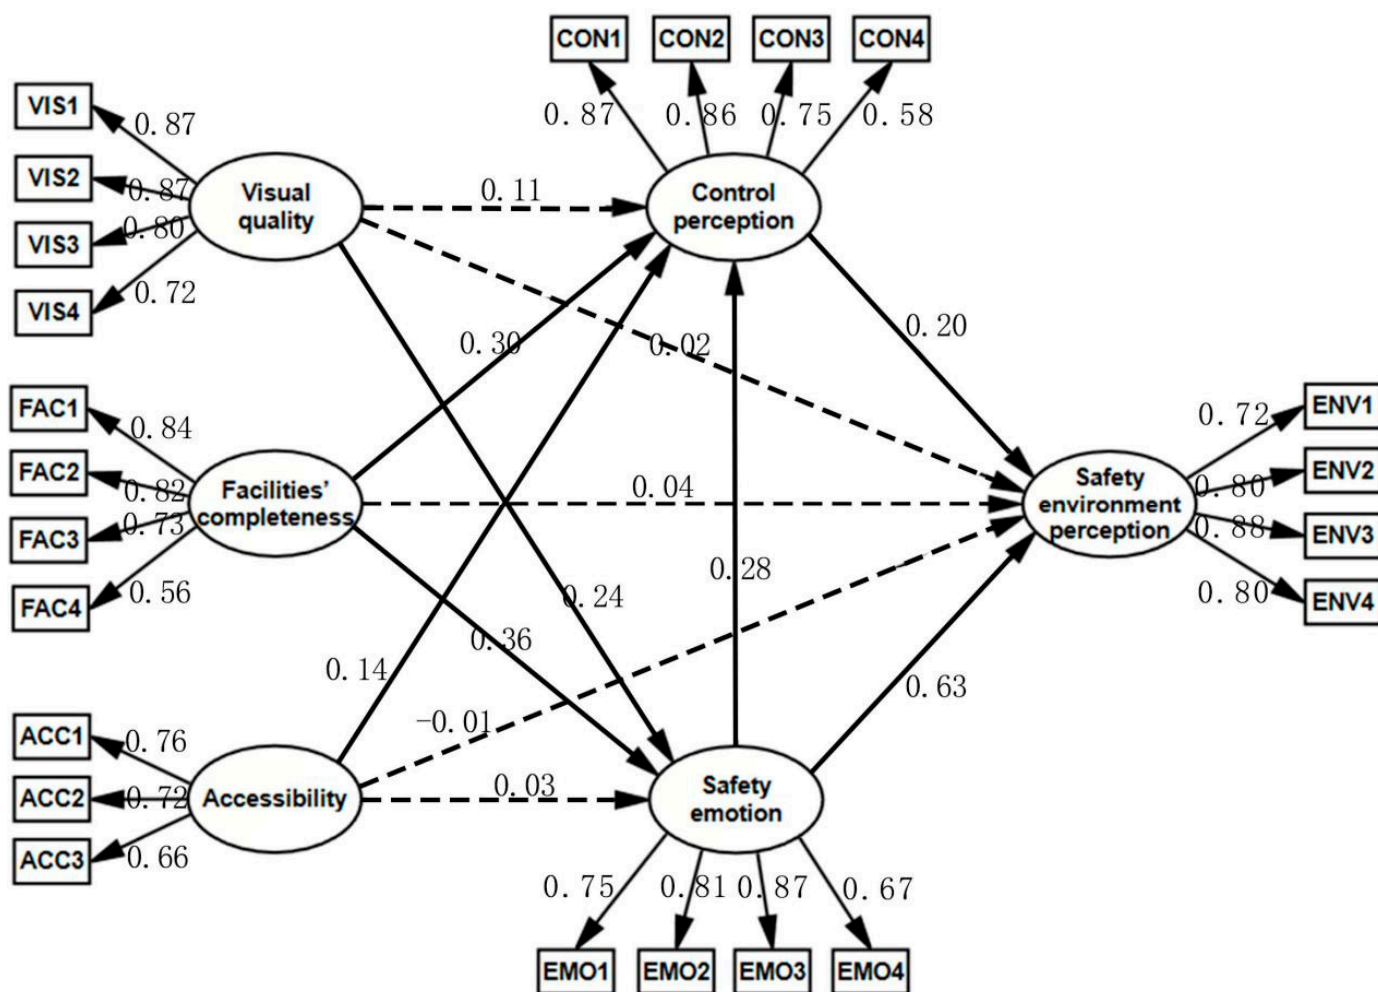 CON1 CON2 CON3 CON4
0.87 0.86 0.75 0.58
VIS1
VIS2
VIS3
VIS4
0.87
0.87
0.80
0.72
Visual
quality
Control
perception
0.11
0.30
0.02
0.20
FAC1
FAC2
FAC3
FAC4
0.84
0.82
0.73
0.56
Facilities’
completeness
0.04
0.28
0.24
0.36
0.14
-0.01
0.63
Safety
environment
perception
0.72
0.80
0.88
0.80
ENV1
ENV2
ENV3
ENV4
ACC1
ACC2
ACC3
0.76
0.72
0.66
Accessibility
0.03
Safety
emotion
0.75 0.81 0.87 0.67
EMO1 EMO2 EMO3 EMO4